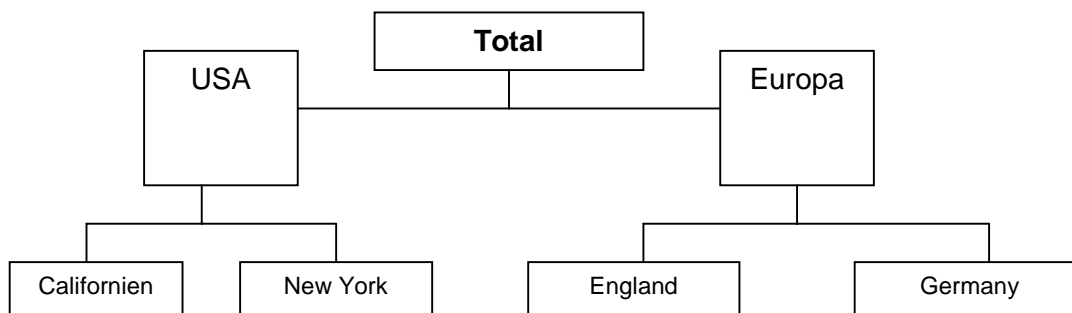 Total
USA
Europa
Californien
New York
England
Germany